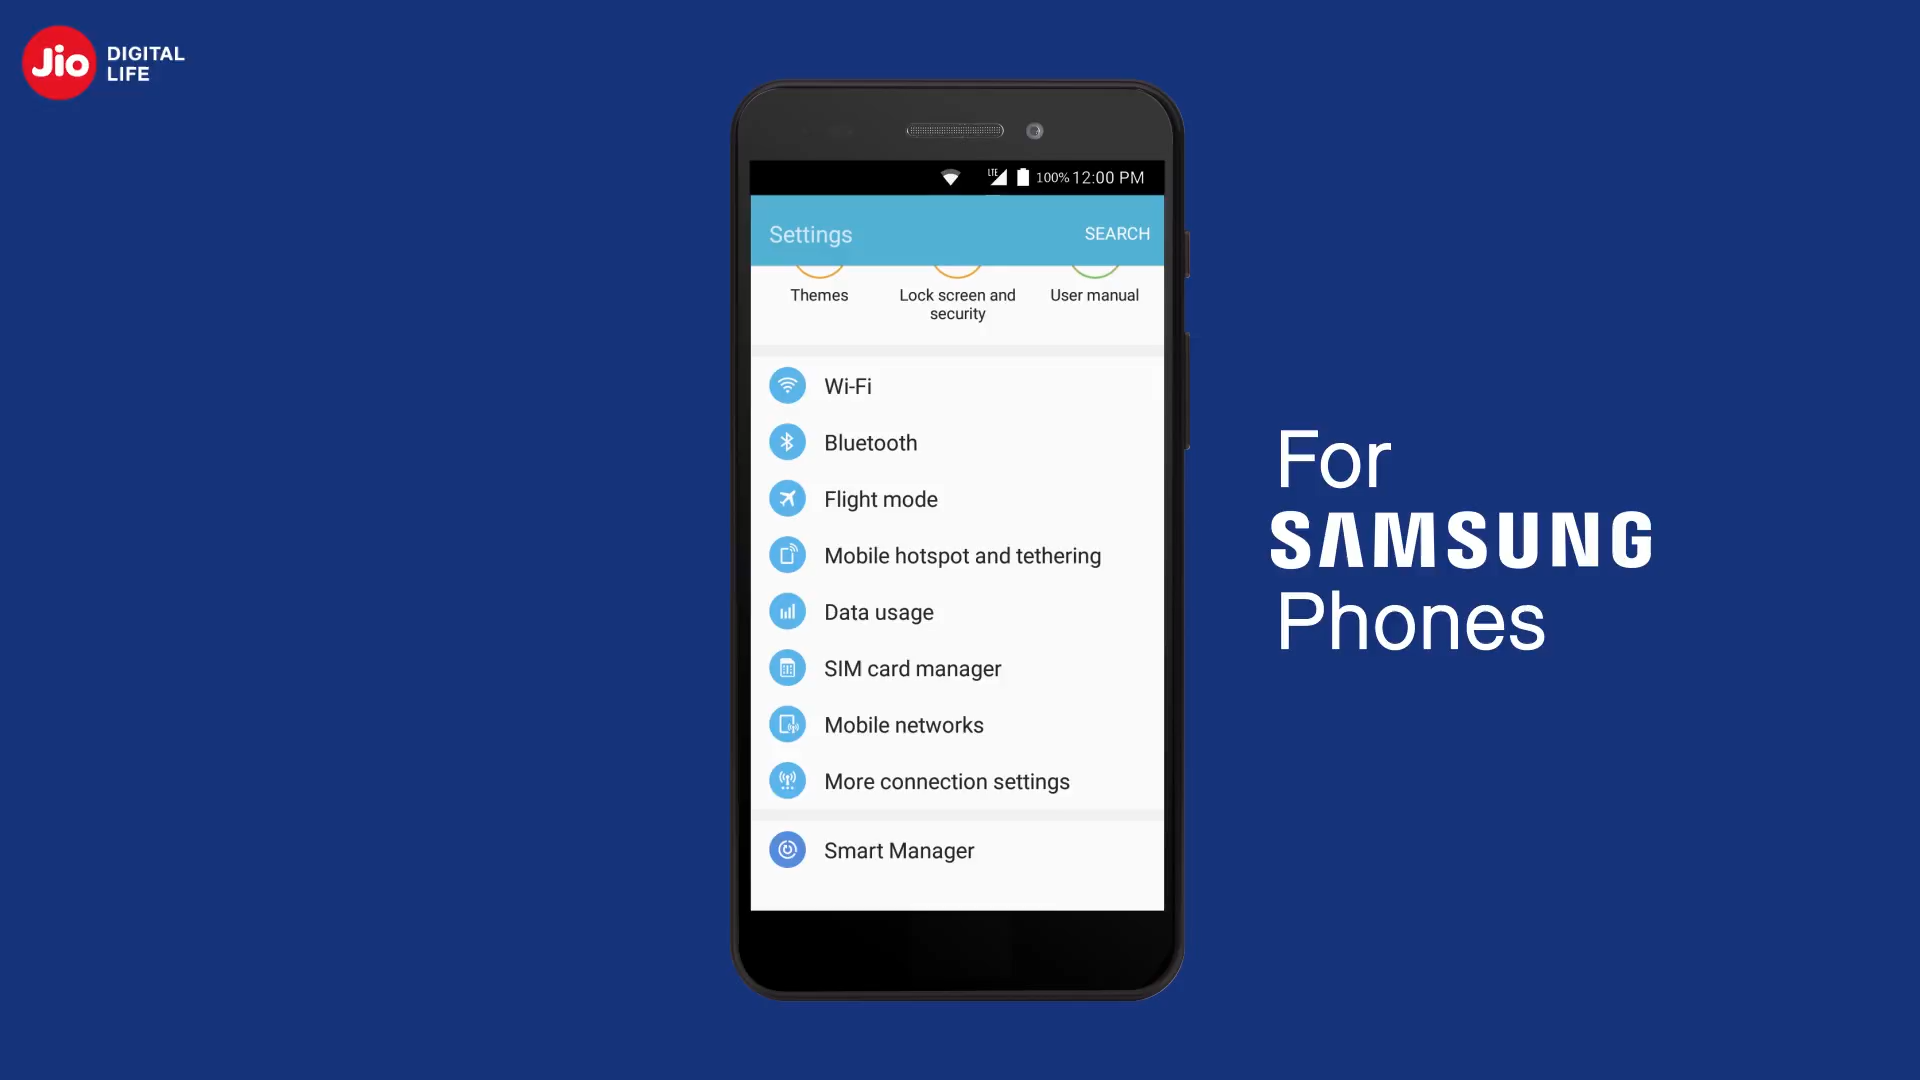 Jio DIGITAL
LIFE
LTE 100% 12:00 PM
Settings SEARCH
Themes
Lock screen and
security
User manual
Wi-Fi
Bluetooth
Flight mode
Mobile hotspot and tethering
Data usage
SIM card manager
Mobile networks
More connection settings
Smart Manager
For
SAMSUNG
Phones